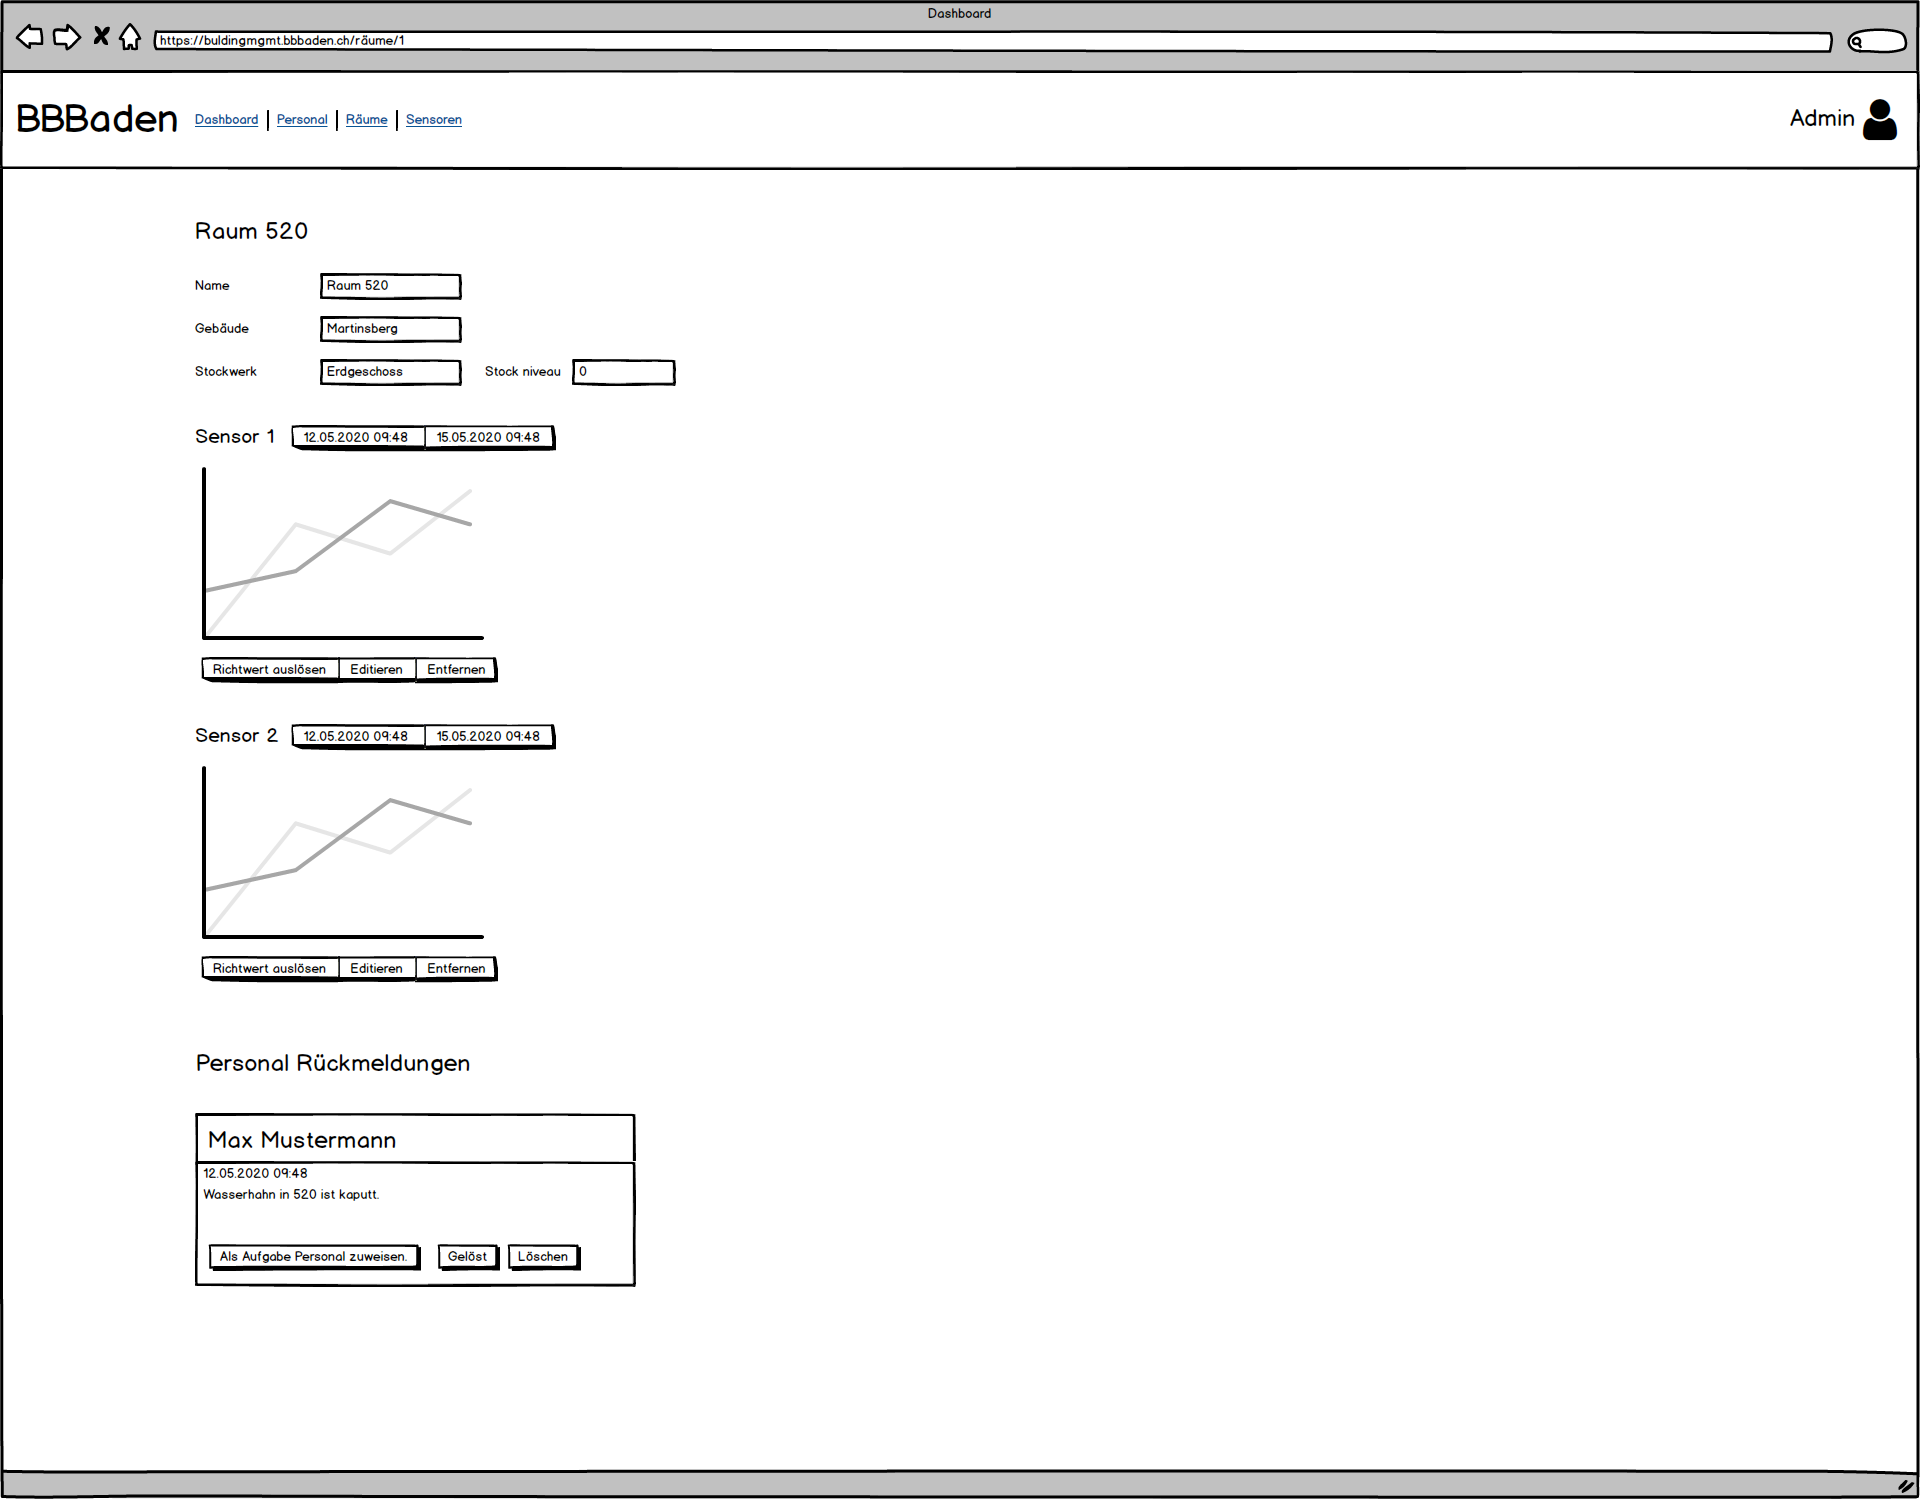 Dashboard
https://buldingmgmt.bbbaden.ch/räume/1
BBBaden Dashboard Personal Räume Sensoren Admin
Raum 520
Name Raum 520
Gebäude Martinsberg
Stockwerk Erdgeschoss Stock niveau 0
Sensor 1 12.05.2020 09:48 15.05.2020 09:48
Richtwert auslösen Editieren Entfernen
Sensor 2 12.05.2020 09:48 15.05.2020 09:48
Richtwert auslösen Editieren Entfernen
Personal Rückmeldungen
Max Mustermann
12.05.2020 09:48
Wasserhahn in 520 ist kaputt.
Als Aufgabe Personal zuweisen. Gelöst Löschen